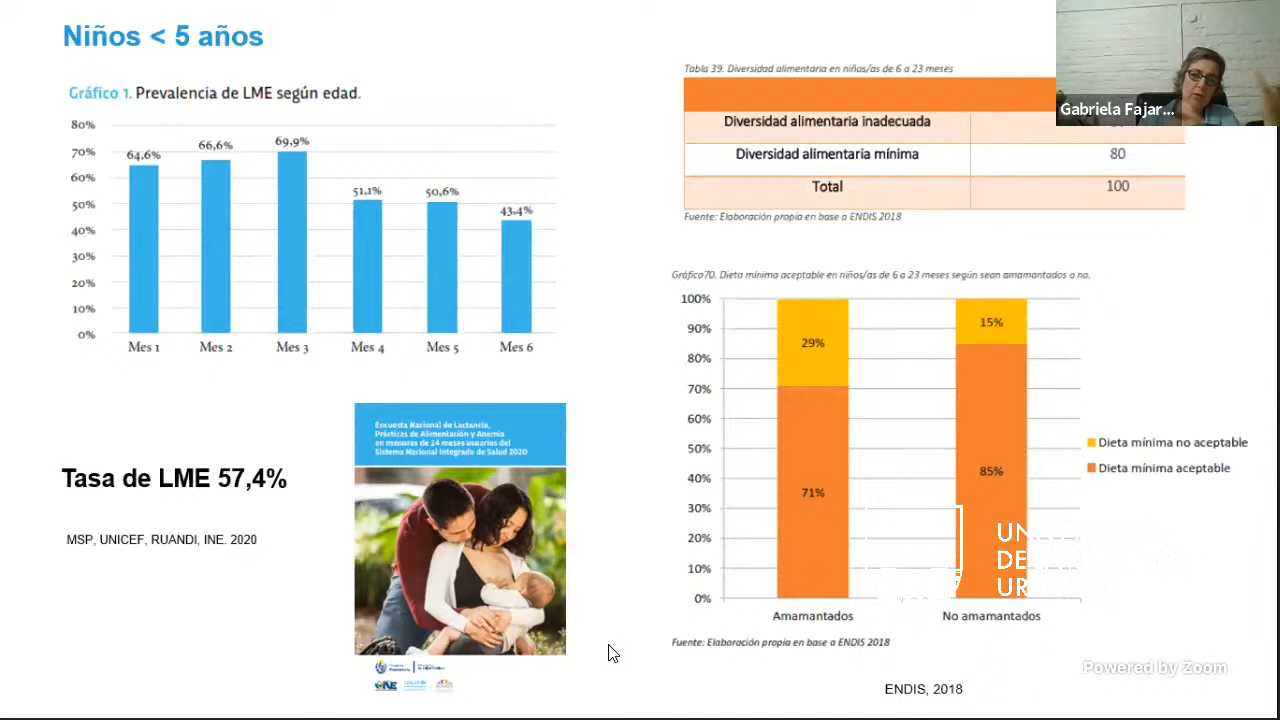 Niños < 5 años
Gráfico 1. Prevalencia de LME según edad.
80%
70%
60%
50%
40%
30%
20%
10%
0%
64,6%
66,6%
69,9%
51,1%
50,6%
43,4%
Mes 1 Mes 2 Mes 3 Mes 4 Mes 5 Mes 6
Tasa de LME 57,4%
MSP, UNICEF, RUANDI, INE. 2020
Encuesta Nacional de Lactancia,
Prácticas de Alimentación y Anemia
en menores de 24 meses usuarios del
Sistema Nacional Integrado de Salud 2020
INE unicef
Tabla 39. Diversidad alimentaria en niños/as de 6 a 23 meses
Diversidad alimentaria inadecuada
Diversidad alimentaria mínima 80
Total 100
Fuente: Elaboración propia en base a ENDIS 2018
Gráfico70. Dieta mínima aceptable en niños/as de 6 a 23 meses según sean amamantados o no.
100%
90%
80%
70%
60%
50%
40%
30%
20%
10%
0%
29%
71%
15%
85%
Amamantados No amamantados
Dieta mínima no aceptable
Dieta mínima aceptable
Fuente: Elaboración propia en base a ENDIS 2018
ENDIS, 2018
Gabriela Fajar...
UN
DE
UR
Powered by Zoom